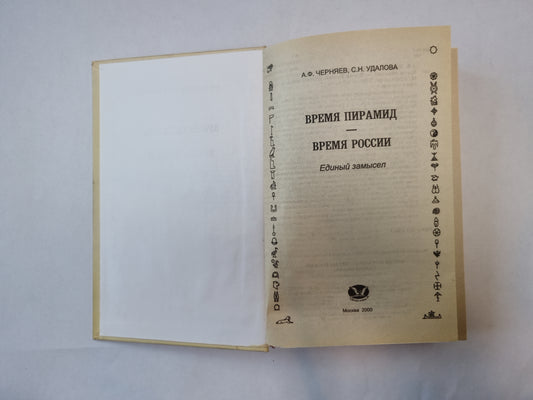 А.Ф. ЧЕРНЯЕВ, С.Н. УДАЛОВА
ВРЕМЯ ПИРАМИД
—
ВРЕМЯ РОССИИ
Единый замысел
Москва 2000